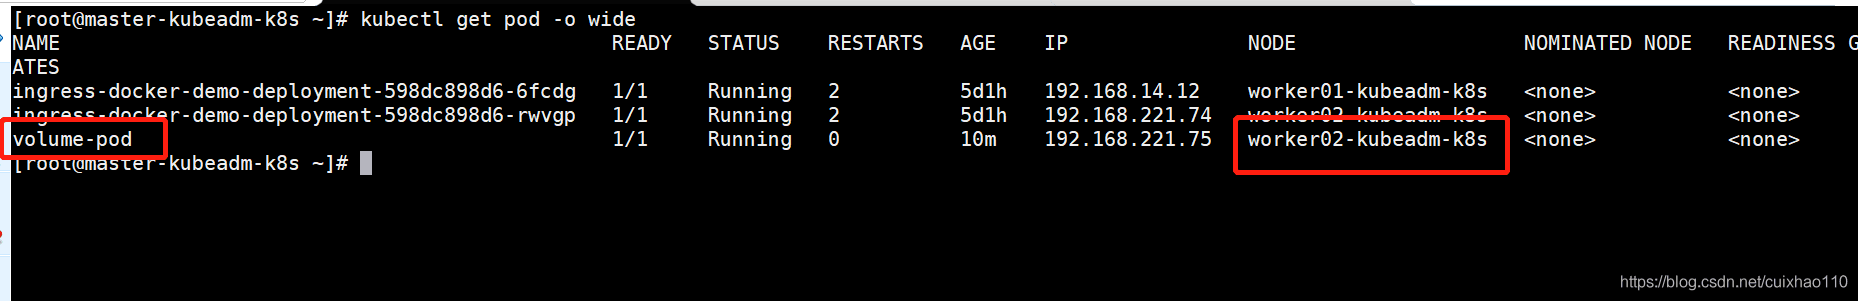 [root@master-kubeadm-k8s ~]# kubectl get pod -o wide
NAME READY STATUS RESTARTS AGE IP NODE NOMINATED NODE READINESS G
ATES
ingress-docker-demo-deployment-598dc898d6-6fcdg 1/1 Running 2 5d1h 192.168.14.12 worker01-kubeadm-k8s <none> <none>
ingress-docker-demo-deployment-598dc898d6-rwvgp 1/1 Running 2 5d1h 192.168.221.74 worker02-kubeadm-k8s <none> <none>
volume-pod 1/1 Running 0 10m 192.168.221.75 worker02-kubeadm-k8s <none> <none>
[root@master-kubeadm-k8s ~]#
https://blog.csdn.net/cuixhao110